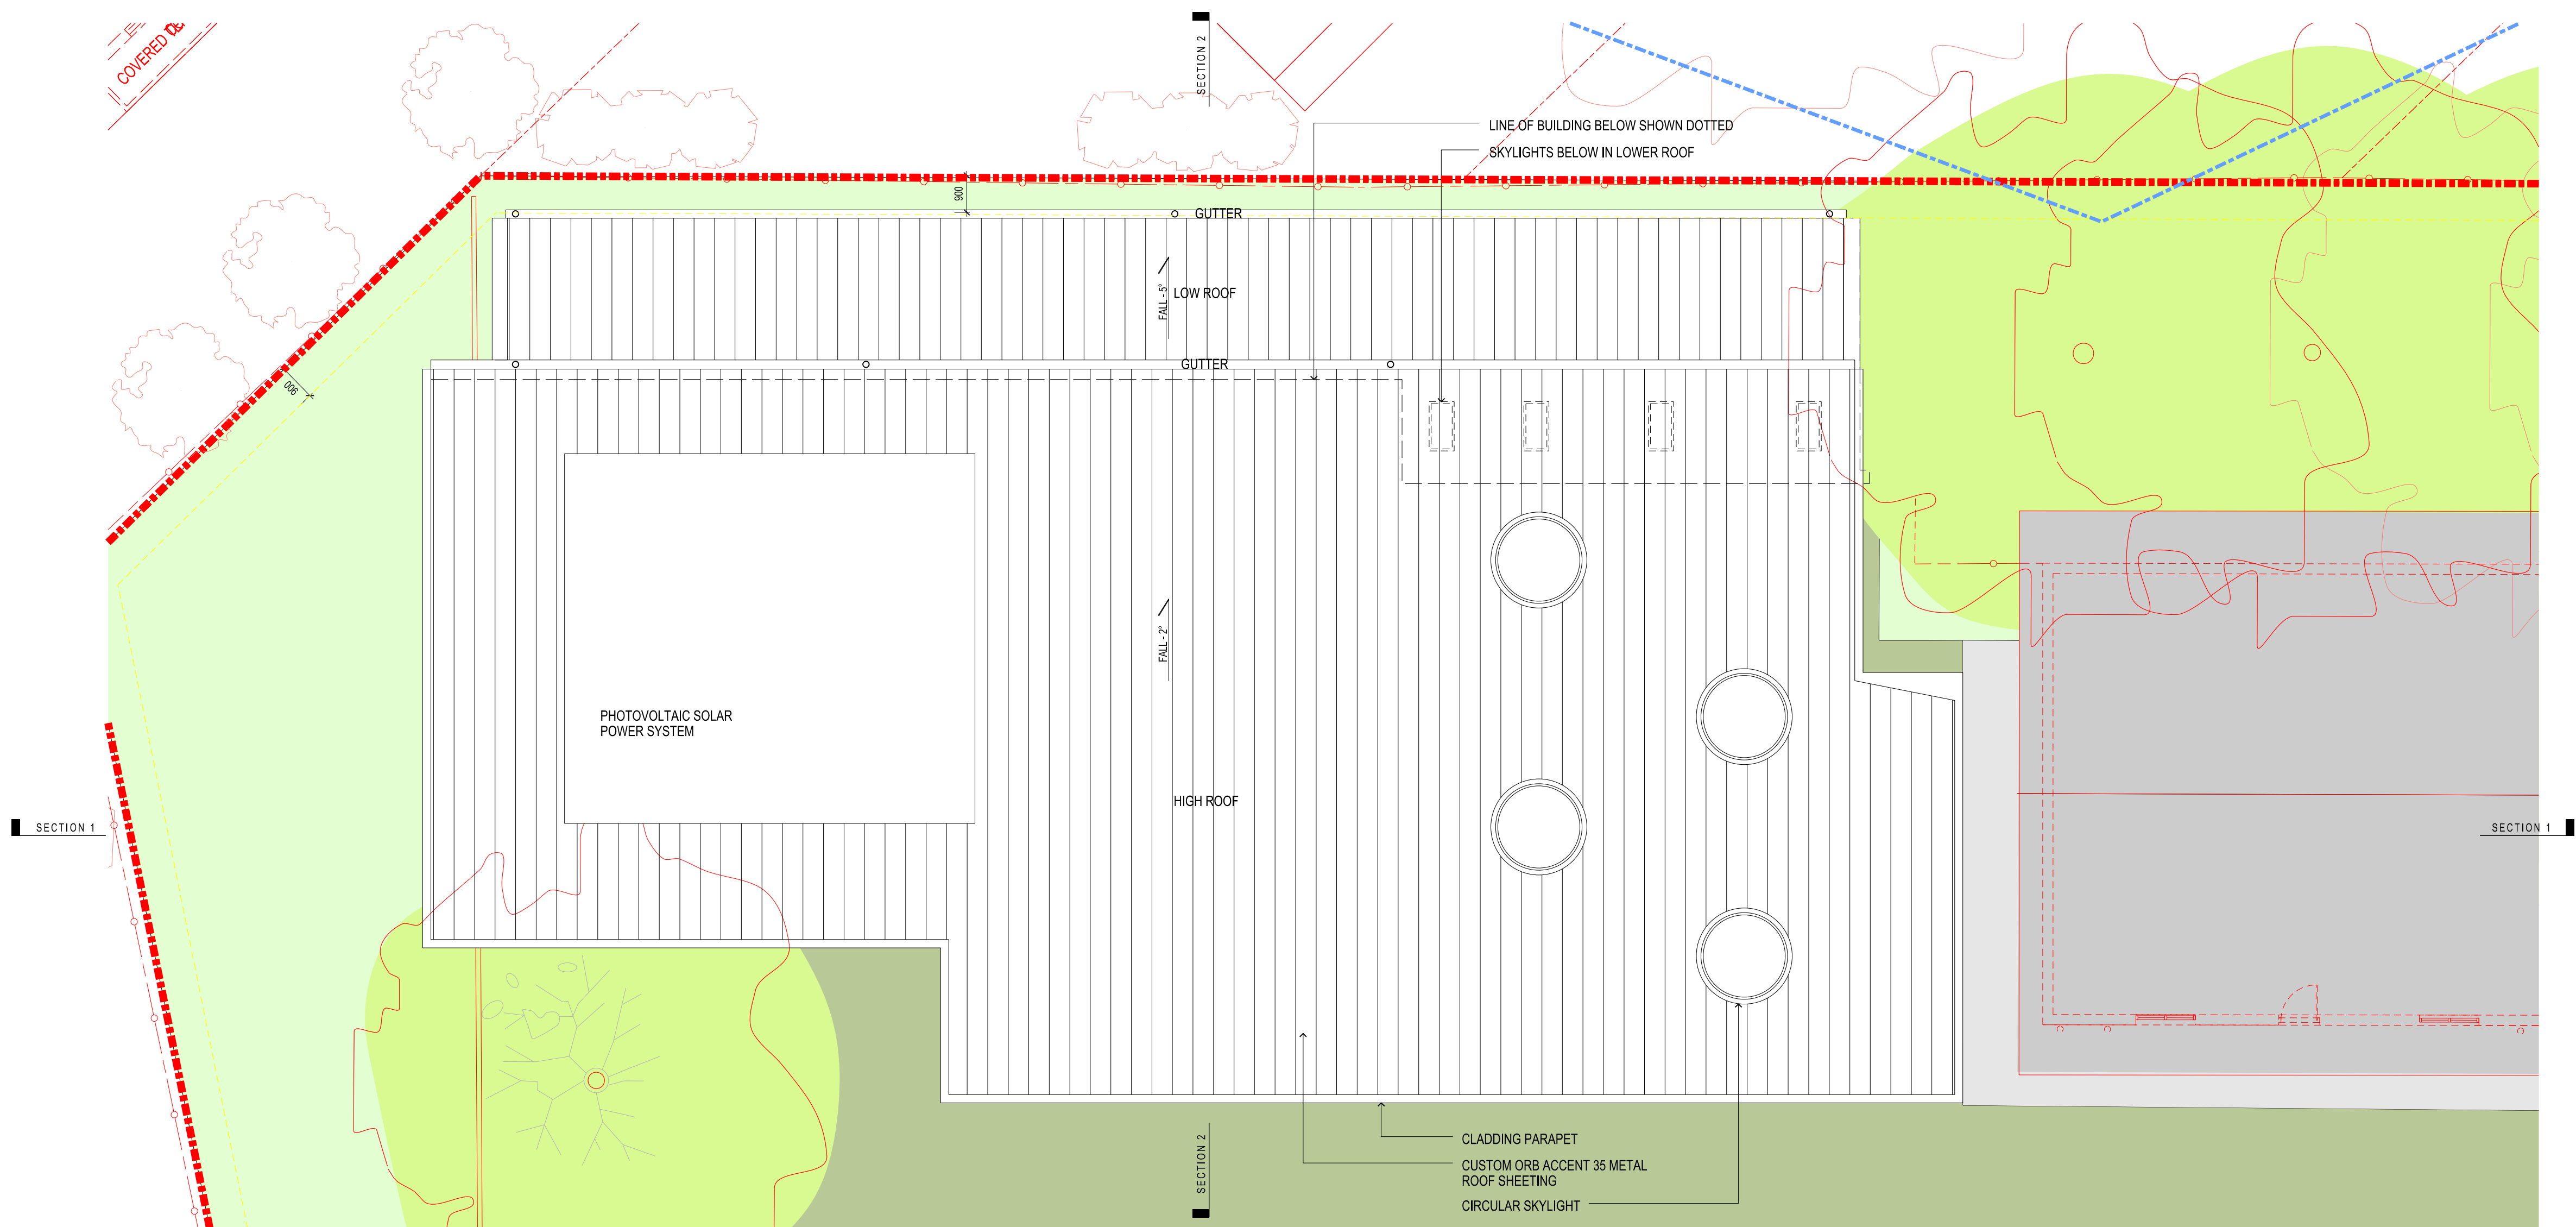 COVERED
SECTION 2
LINE OF BUILDING BELOW SHOWN DOTTED
SKYLIGHTS BELOW IN LOWER ROOF
900
GUTTER
FALL - 5°
LOW ROOF
GUTTER
900
FALL - 2°
PHOTOVOLTAIC SOLAR
POWER SYSTEM
HIGH ROOF
SECTION 1
SECTION 1
SECTION 2
CLADDING PARAPET
CUSTOM ORB ACCENT 35 METAL
ROOF SHEETING
CIRCULAR SKYLIGHT